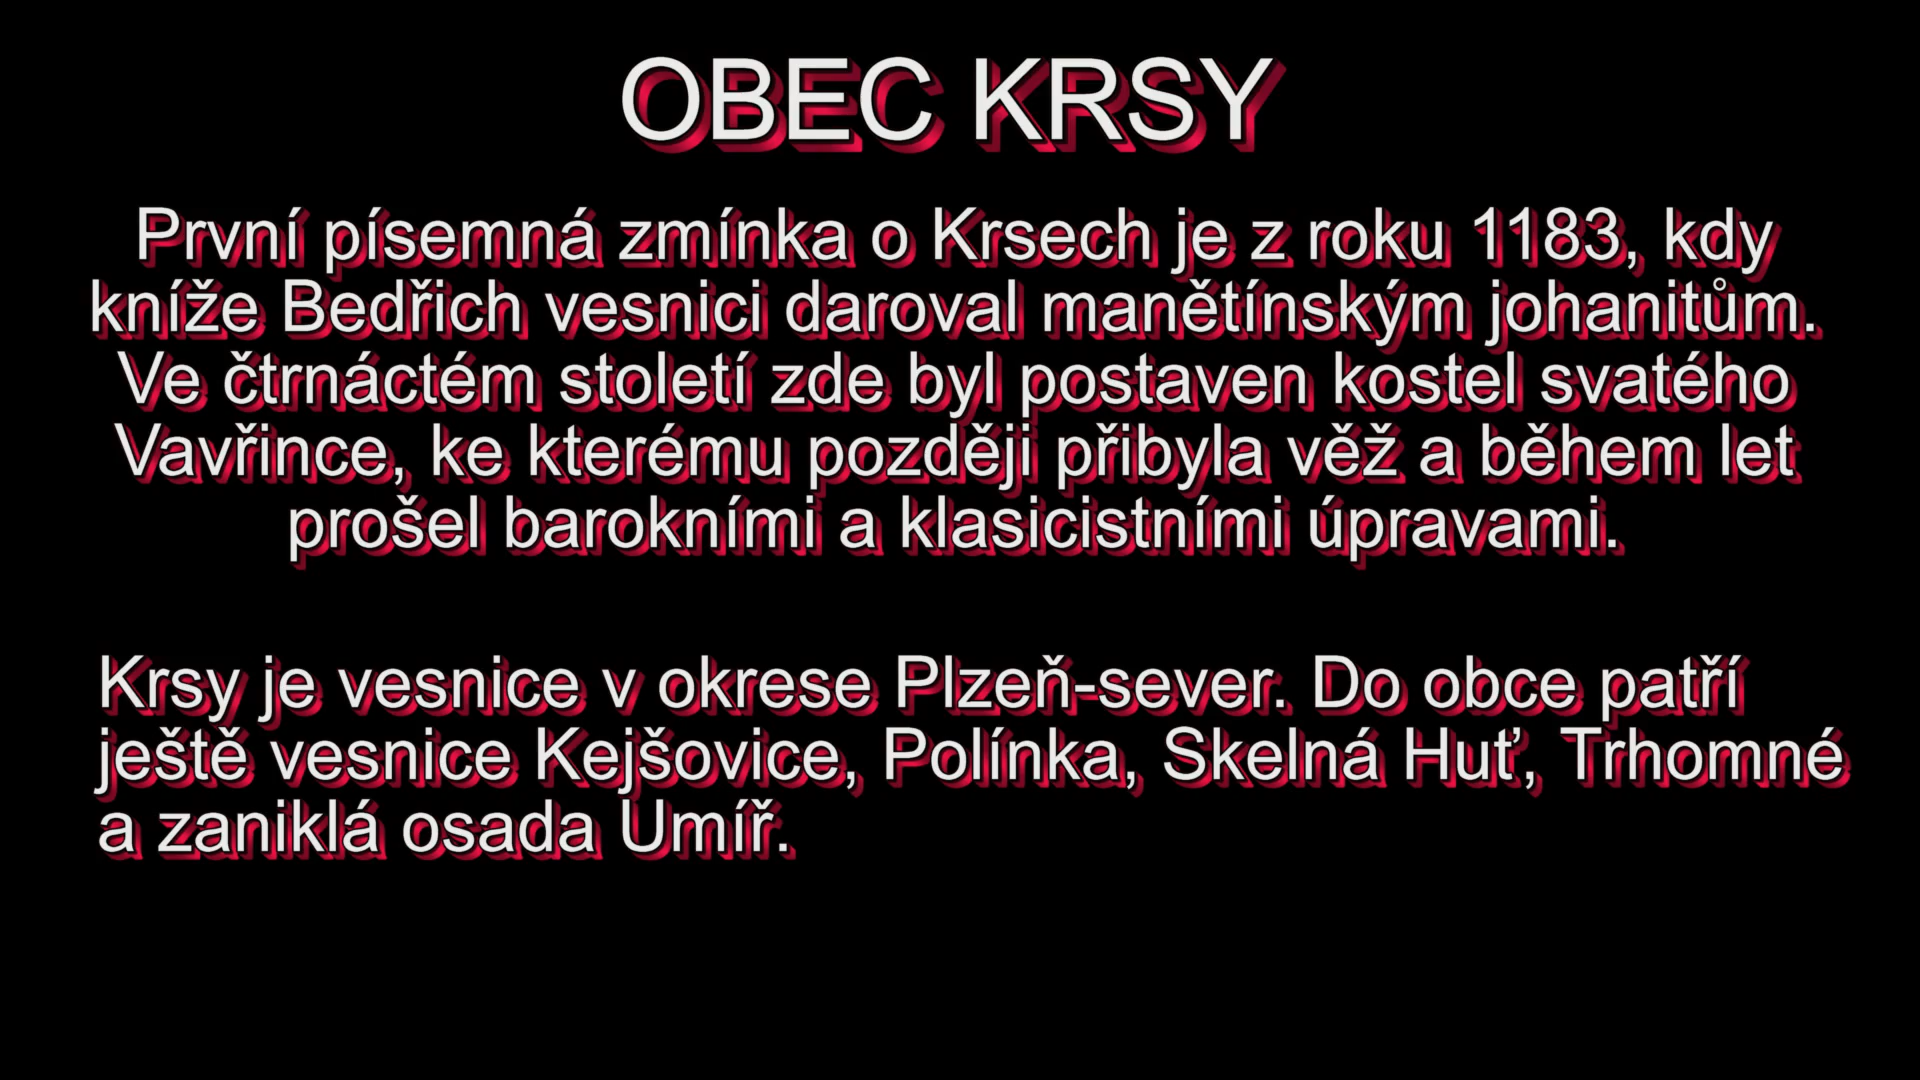 OBEC KRSY
První písemná zmínka o Krsech je z roku 1183, kdy
kníže Bedřich vesnici daroval manětínským johanitům.
Ve čtrnáctém století zde byl postaven kostel svatého
Vavřince, ke kterému později přibyla věž a během let
prošel barokními a klasicistními úpravami.
Krsy je vesnice v okrese Plzeň-sever. Do obce patří
ještě vesnice Kejšovice, Polínka, Skelná Huť, Trhomné
a zaniklá osada Umíř.